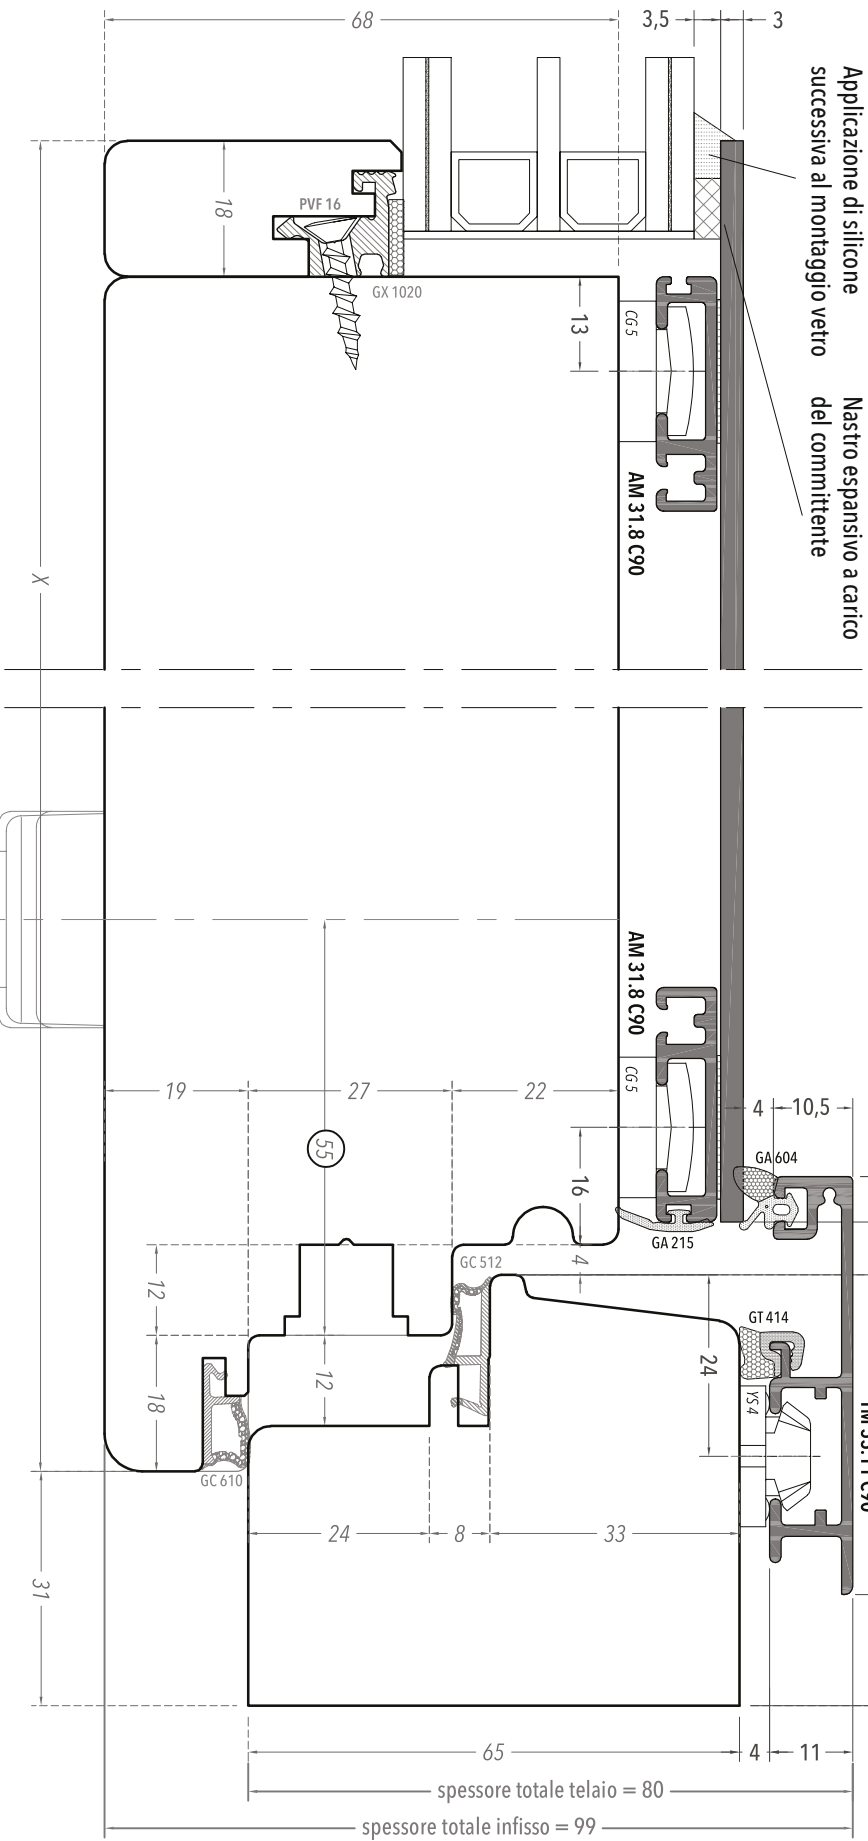 68
3,5
3
Applicazione di silicone
successiva al montaggio vetro
Nastro espansivo a carico
del committente
18
PVF 16
GX 1020
13
CG 5
AM 31.8 C90
X
AM 31.8 C90
19
27
22
CG 5
4
10,5
55
16
GA 604
GA 215
12
GC 512
4
GT 414
24
12
18
YS 4
GC 610
24
8
33
31
65
4
11
spessore totale telaio = 80
spessore totale infisso = 99